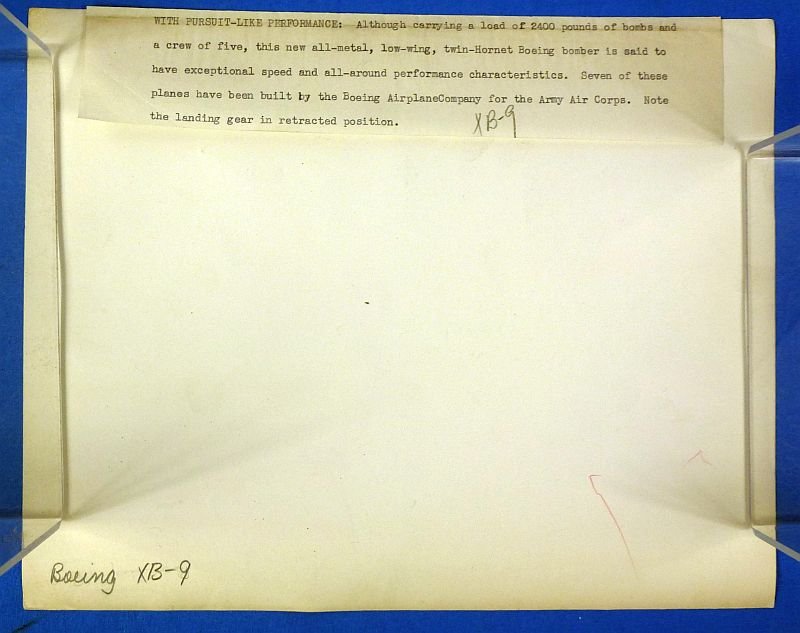 WITH PURSUIT-LIKE PERFORMANCE: Although carrying a load of 2400 pounds of bombs and
a crew of five, this new all-metal, low-wing, twin-Hornet Boeing bomber is said to
have exceptional speed and all-around performance characteristics. Seven of these
planes have been built by the Boeing AirplaneCompany for the Army Air Corps. Note
the landing gear in retracted position.
XB-9
Boeing XB-9